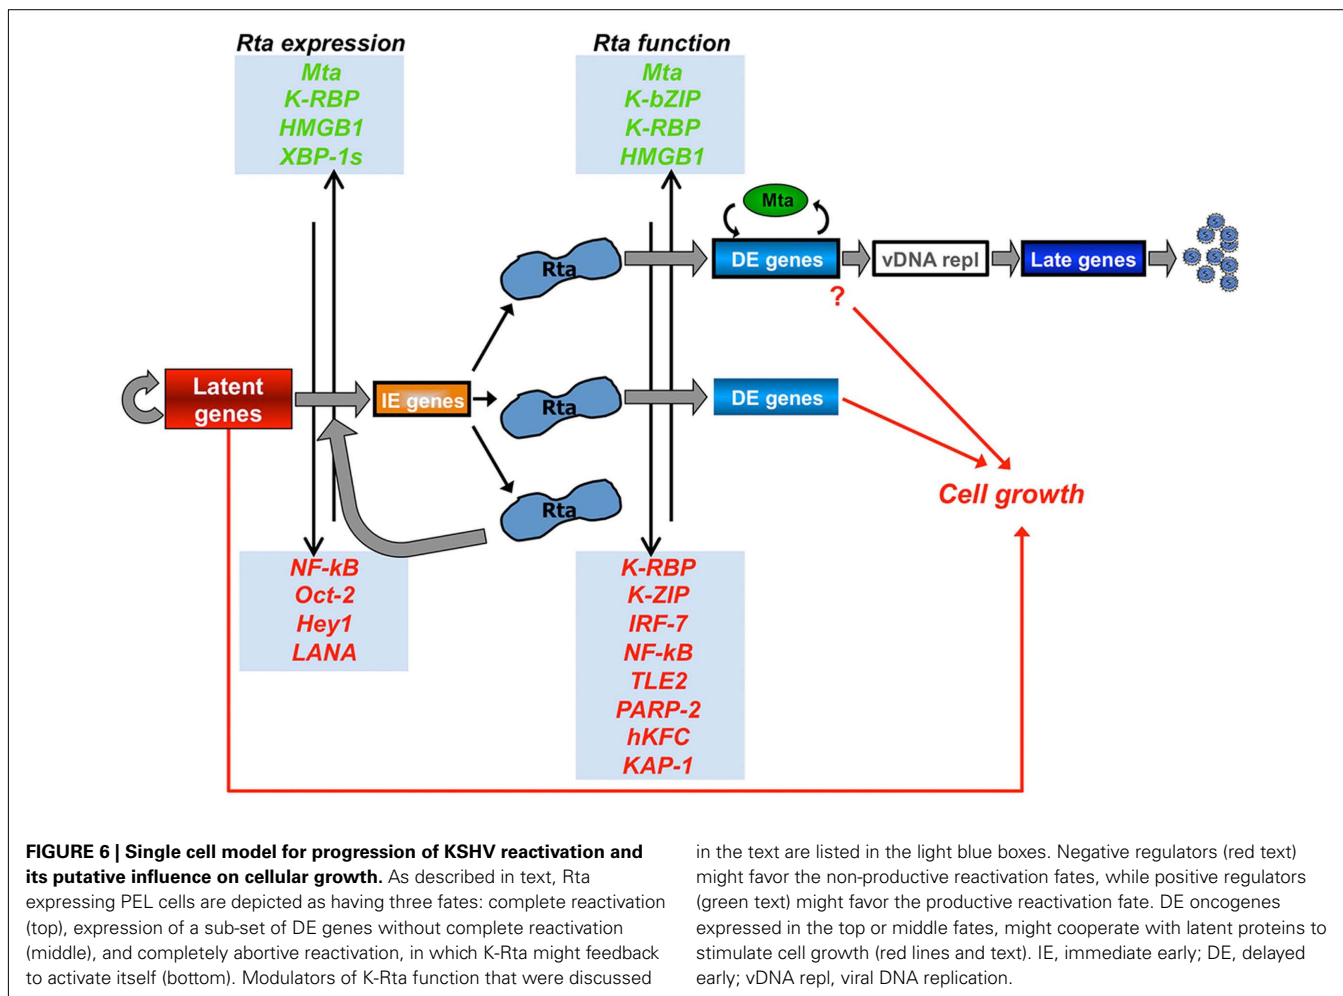 Rta expression
Mta
K-RBP
HMGB1
XBP-1s
Rta function
Mta
K-bZIP
K-RBP
HMGB1
Mta
Rta
DE genes
vDNA repl
Late genes
?
Latent
genes
IE genes
Rta
DE genes
Rta
Cell growth
NF-kB
Oct-2
Hey1
LANA
K-RBP
K-ZIP
IRF-7
NF-kB
TLE2
PARP-2
hKFC
KAP-1
FIGURE 6 | Single cell model for progression of KSHV reactivation and
its putative influence on cellular growth. As described in text, Rta
expressing PEL cells are depicted as having three fates: complete reactivation
(top), expression of a sub-set of DE genes without complete reactivation
(middle), and completely abortive reactivation, in which K-Rta might feedback
to activate itself (bottom). Modulators of K-Rta function that were discussed
in the text are listed in the light blue boxes. Negative regulators (red text)
might favor the non-productive reactivation fates, while positive regulators
(green text) might favor the productive reactivation fate. DE oncogenes
expressed in the top or middle fates, might cooperate with latent proteins to
stimulate cell growth (red lines and text). IE, immediate early; DE, delayed
early; vDNA repl, viral DNA replication.